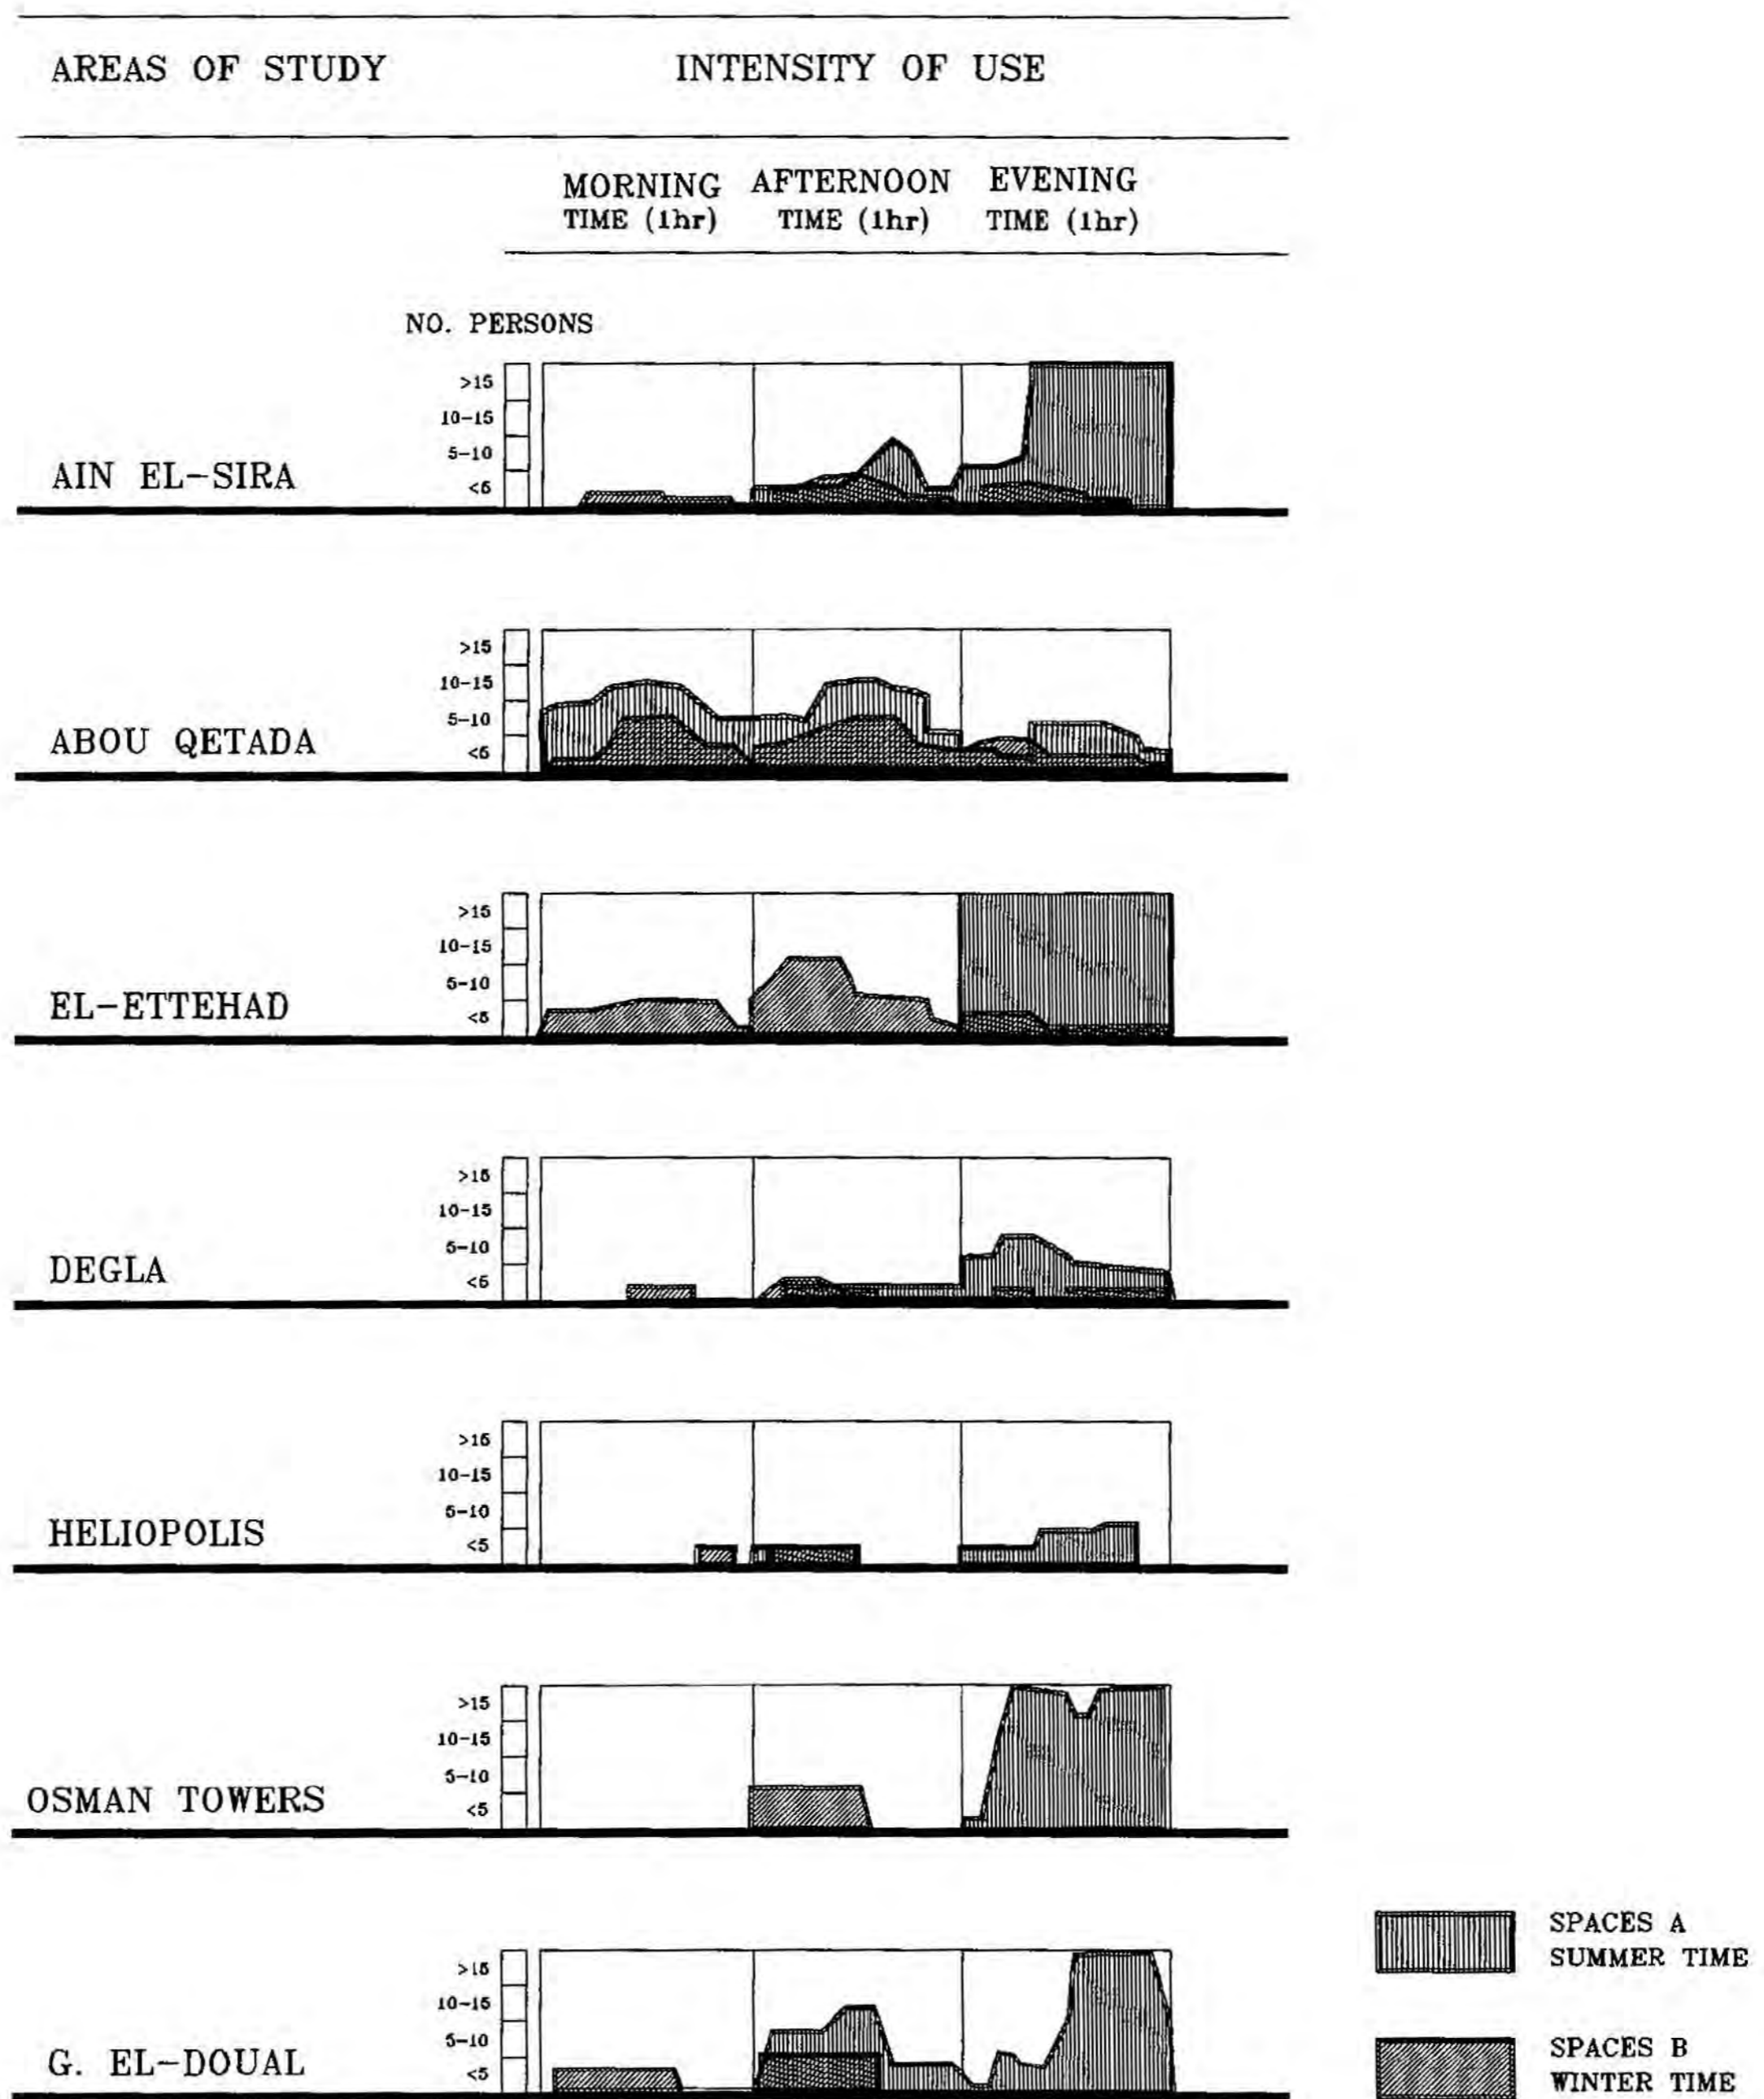 AREAS OF STUDY INTENSITY OF USE
MORNING AFTERNOON EVENING
TIME (1hr) TIME (1hr) TIME (1hr)
NO. PERSONS
>15
10-15
5-10
<5
AIN EL-SIRA
>15
10-15
5-10
<5
ABOU QETADA
>15
10-15
5-10
<5
EL-ETTEHAD
>15
10-15
5-10
<5
DEGLA
>15
10-15
5-10
<5
HELIOPOLIS
>15
10-15
5-10
<5
OSMAN TOWERS
>15
10-15
5-10
<5
G. EL-DOUAL
SPACES A
SUMMER TIME
SPACES B
WINTER TIME